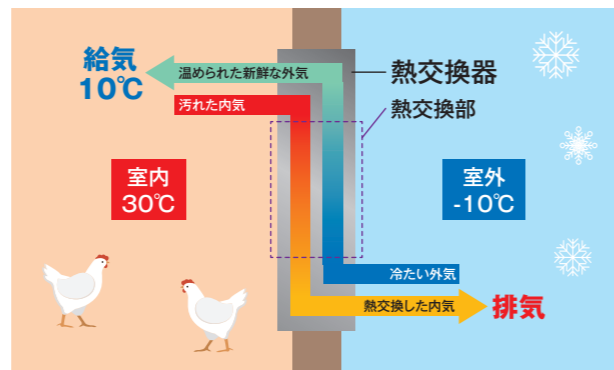 給気
10℃
温められた新鮮な外気
汚れた内気
熱交換器
熱交換部
室内
30℃
室外
-10℃
冷たい外気
熱交換した内気
排気